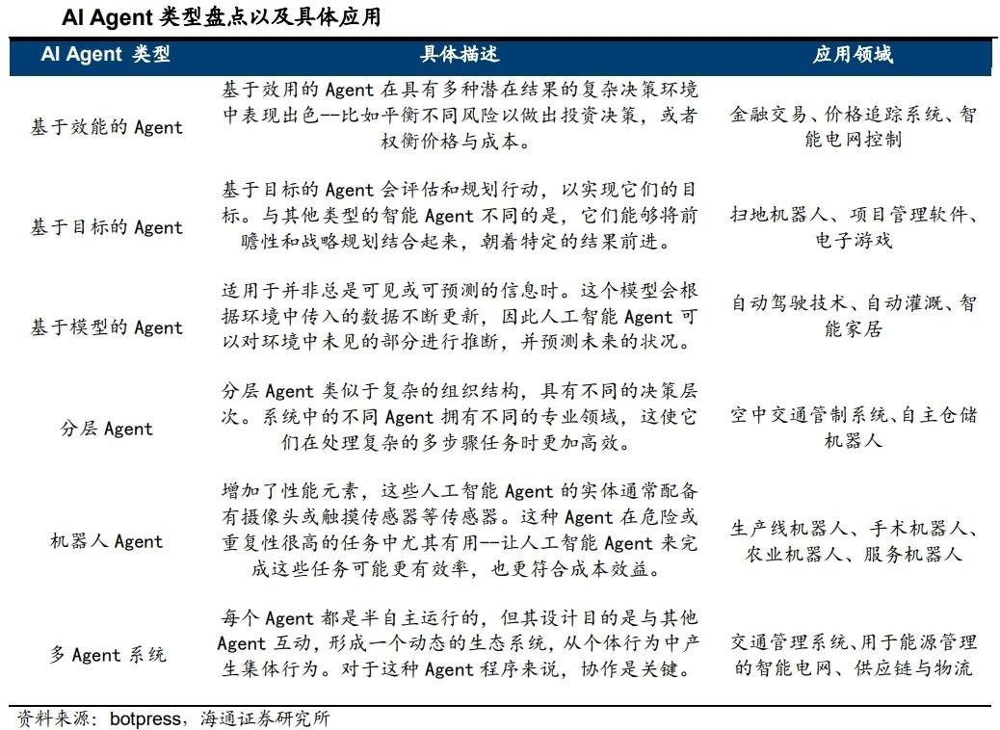 AI Agent 类型盘点以及具体应用
AI Agent 类型 具体描述 应用领域
基于效能的 Agent
基于效用的 Agent 在具有多种潜在结果的复杂决策环境
中表现出色--比如平衡不同风险以做出投资决策，或者
权衡价格与成本。
金融交易、价格追踪系统、智
能电网控制
基于目标的 Agent
基于目标的 Agent 会评估和规划行动，以实现它们的目
标。与其他类型的智能 Agent 不同的是，它们能够将前
瞻性和战略规划结合起来，朝着特定的结果前进。
扫地机器人、项目管理软件、
电子游戏
基于模型的 Agent
适用于并非总是可见或可预测的信息时。这个模型会根
据环境中传入的数据不断更新，因此人工智能 Agent 可
以对环境中未见的部分进行推断，并预测未来的状况。
自动驾驶技术、自动灌溉、智
能家居
分层 Agent
分层 Agent 类似于复杂的组织结构，具有不同的决策层
次。系统中的不同 Agent 拥有不同的专业领域，这使它
们在处理复杂的多步骤任务时更加高效。
空中交通管制系统、自主仓储
机器人
机器人 Agent
增加了性能元素，这些人工智能 Agent 的实体通常配备
有摄像头或触摸传感器等传感器。这种 Agent 在危险或
重复性很高的任务中尤其有用--让人工智能 Agent 来完
成这些任务可能更有效率，也更符合成本效益。
生产线机器人、手术机器人、
农业机器人、服务机器人
多 Agent 系统
每个 Agent 都是半自主运行的，但其设计目的是与其他
Agent 互动，形成一个动态的生态系统，从个体行为中产
生集体行为。对于这种 Agent 程序来说，协作是关键。
交通管理系统、用于能源管理
的智能电网、供应链与物流
资料来源：botpress，海通证券研究所